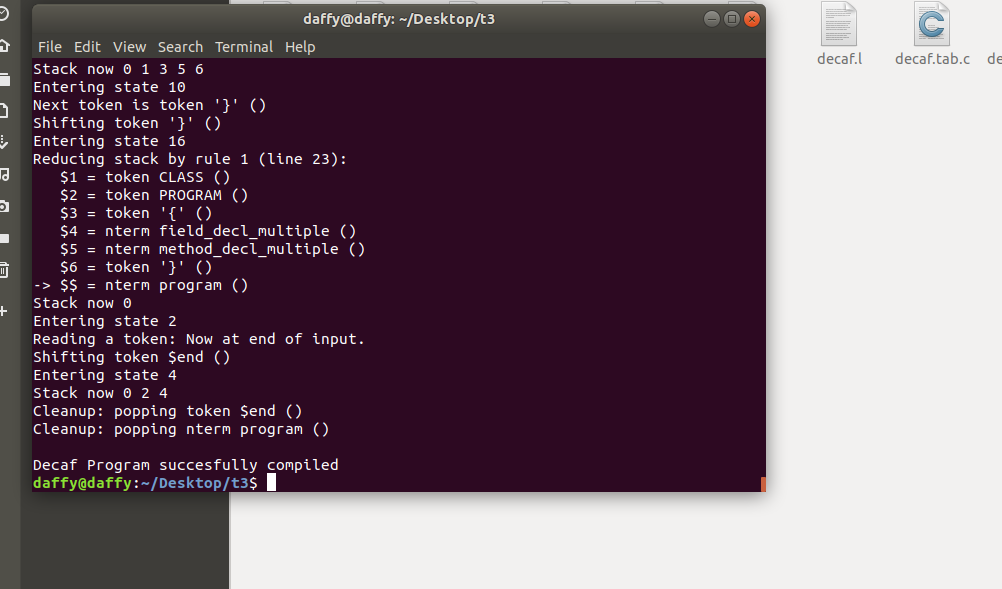 daffy@daffy: ~/Desktop/t3
File Edit View Search Terminal Help
Stack now 0 1 3 5 6
Entering state 10
Next token is token '}' ()
Shifting token '}' ()
Entering state 16
Reducing stack by rule 1 (line 23):
   $1 = token CLASS ()
   $2 = token PROGRAM ()
   $3 = token '{' ()
   $4 = nterm field_decl_multiple ()
   $5 = nterm method_decl_multiple ()
   $6 = token '}' ()
-> $$ = nterm program ()
Stack now 0
Entering state 2
Reading a token: Now at end of input.
Shifting token $end ()
Entering state 4
Stack now 0 2 4
Cleanup: popping token $end ()
Cleanup: popping nterm program ()
Decaf Program succesfully compiled
daffy@daffy:~/Desktop/t3$
decaf.l
decaf.tab.c